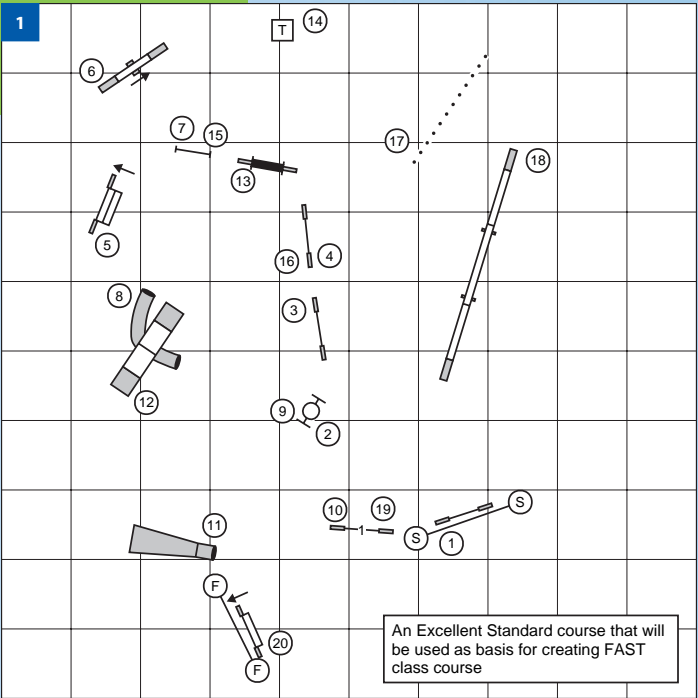 1
T
14
6
7
15
17
13
18
5
16
4
8
3
12
9
2
10
19
1
S
S
1
11
F
20
F
An Excellent Standard course that will
be used as basis for creating FAST
class course